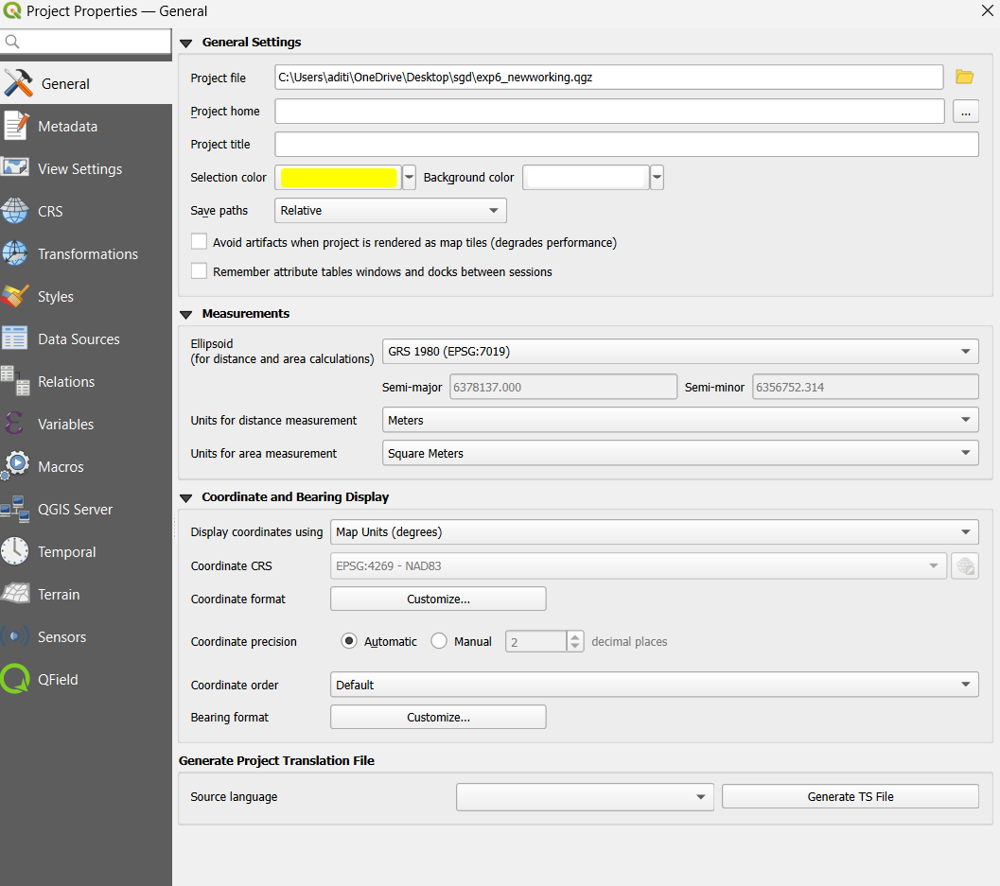 Project Properties — General
General
Metadata
View Settings
CRS
Transformations
Styles
Data Sources
Relations
Variables
Macros
QGIS Server
Temporal
Terrain
Sensors
QField
General Settings
Project file C:\Users\aditi\OneDrive\Desktop\sgd\exp6_newworking.qgz
Project home ...
Project title
Selection color Background color
Save paths Relative
Avoid artifacts when project is rendered as map tiles (degrades performance)
Remember attribute tables windows and docks between sessions
Measurements
Ellipsoid
(for distance and area calculations) GRS 1980 (EPSG:7019)
Semi-major 6378137.000 Semi-minor 6356752.314
Units for distance measurement Meters
Units for area measurement Square Meters
Coordinate and Bearing Display
Display coordinates using Map Units (degrees)
Coordinate CRS EPSG:4269 - NAD83
Coordinate format Customize...
Coordinate precision Automatic Manual 2 decimal places
Coordinate order Default
Bearing format Customize...
Generate Project Translation File
Source language Generate TS File